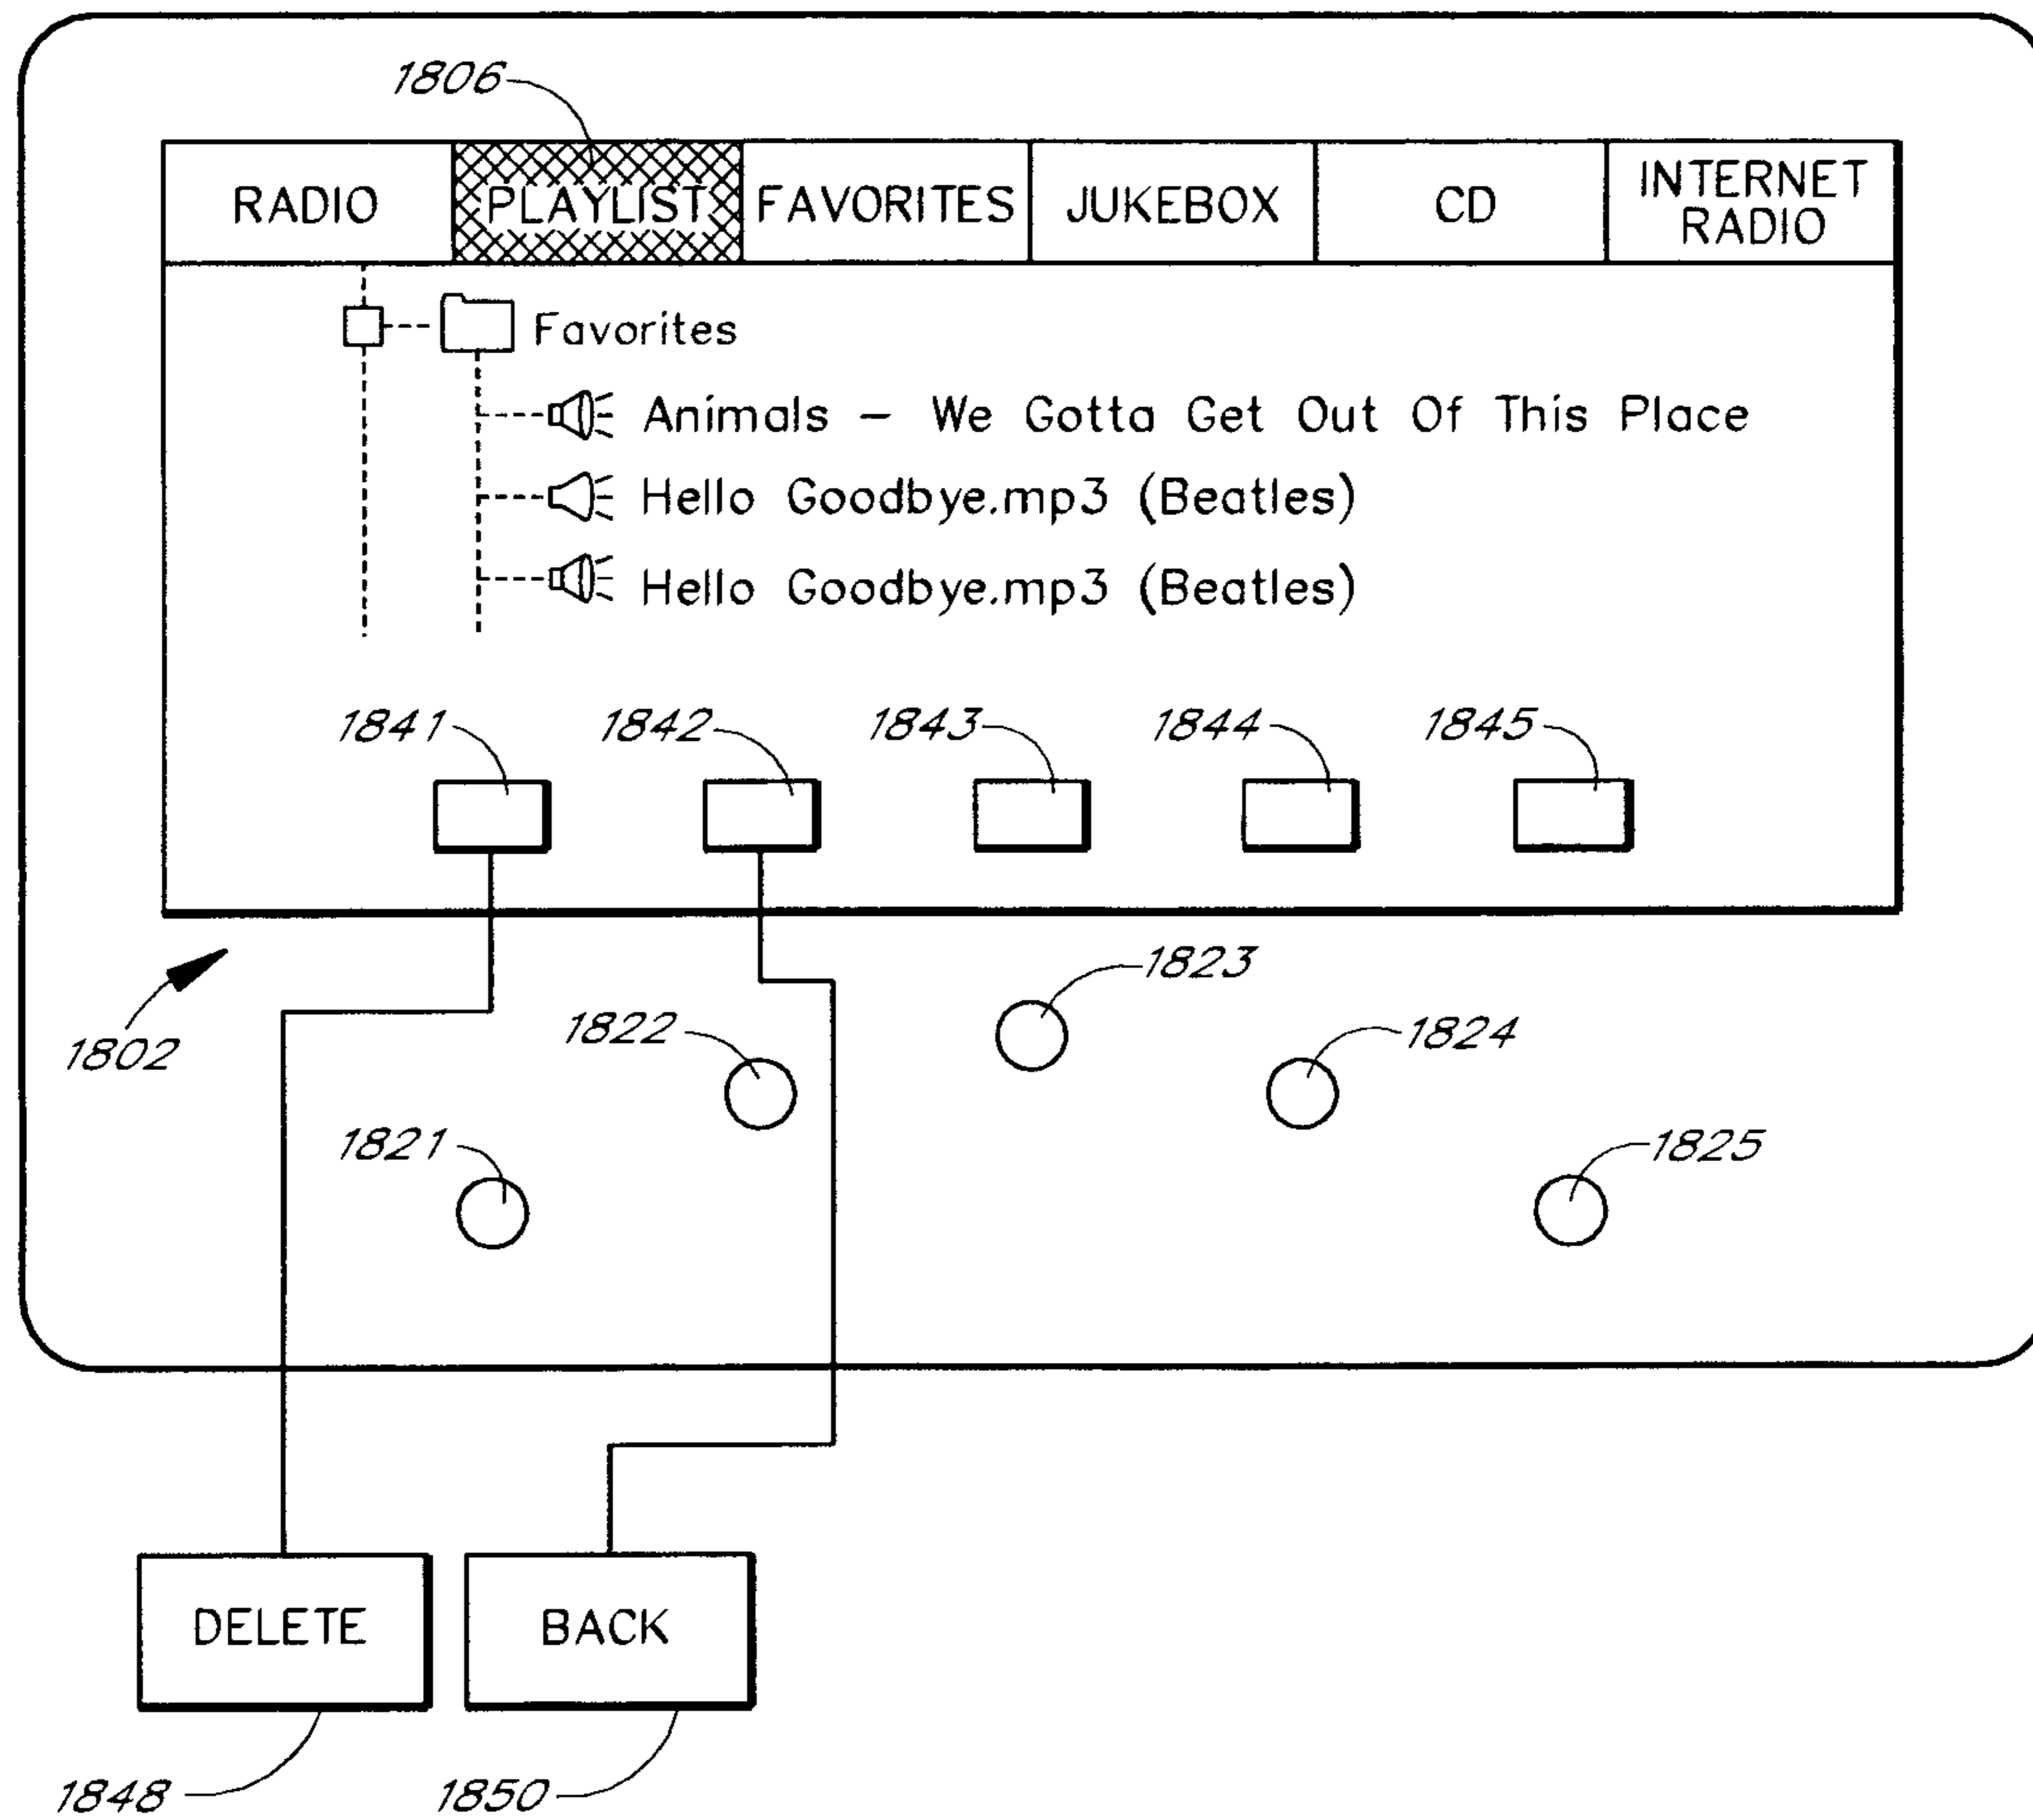 1806
RADIO
PLAYLIST
FAVORITES
JUKEBOX
CD
INTERNET
RADIO
Favorites
Animals - We Gotta Get Out Of This Place
Hello Goodbye.mp3 (Beatles)
Hello Goodbye.mp3 (Beatles)
1841
1842
1843
1844
1845
1802
1823
1822
1824
1821
1825
DELETE
BACK
1848
1850